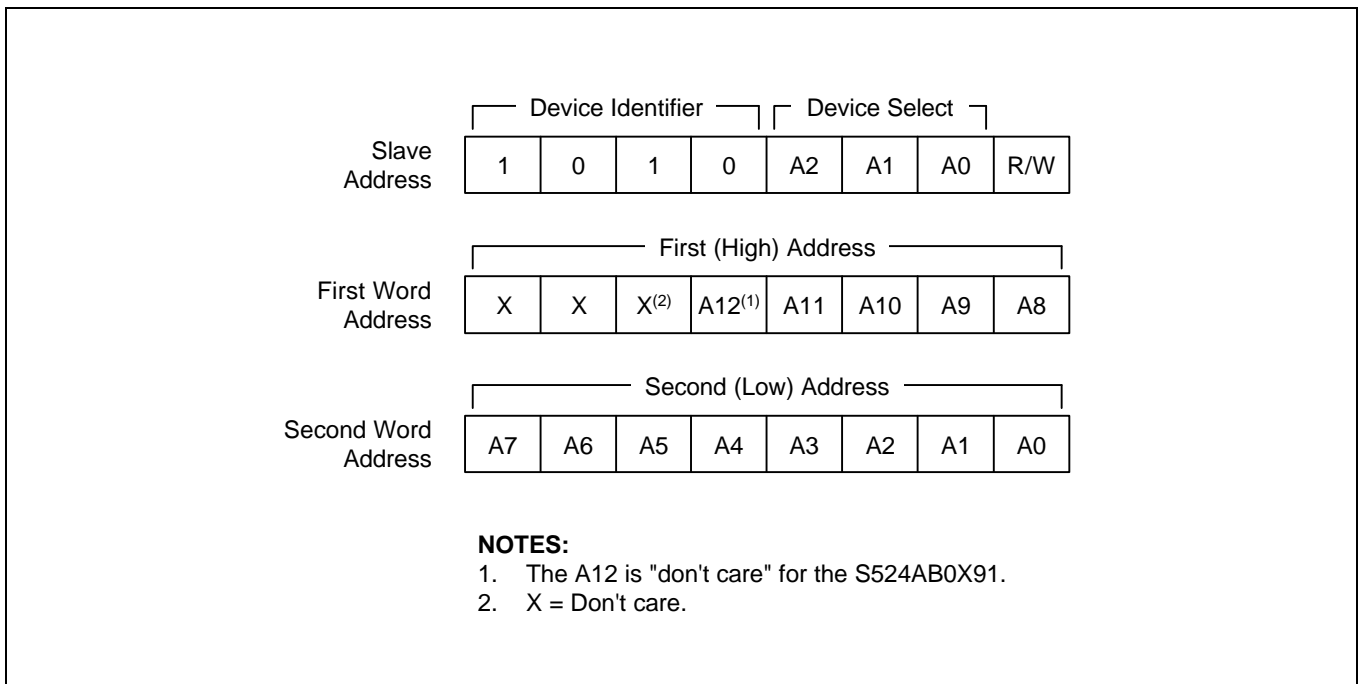 Device Identifier Device Select
Slave Address 1 0 1 0 A2 A1 A0 R/W
First (High) Address
First Word Address X X X(2) A12(1) A11 A10 A9 A8
Second (Low) Address
Second Word Address A7 A6 A5 A4 A3 A2 A1 A0
NOTES:
1. The A12 is "don't care" for the S524AB0X91.
2. X = Don't care.